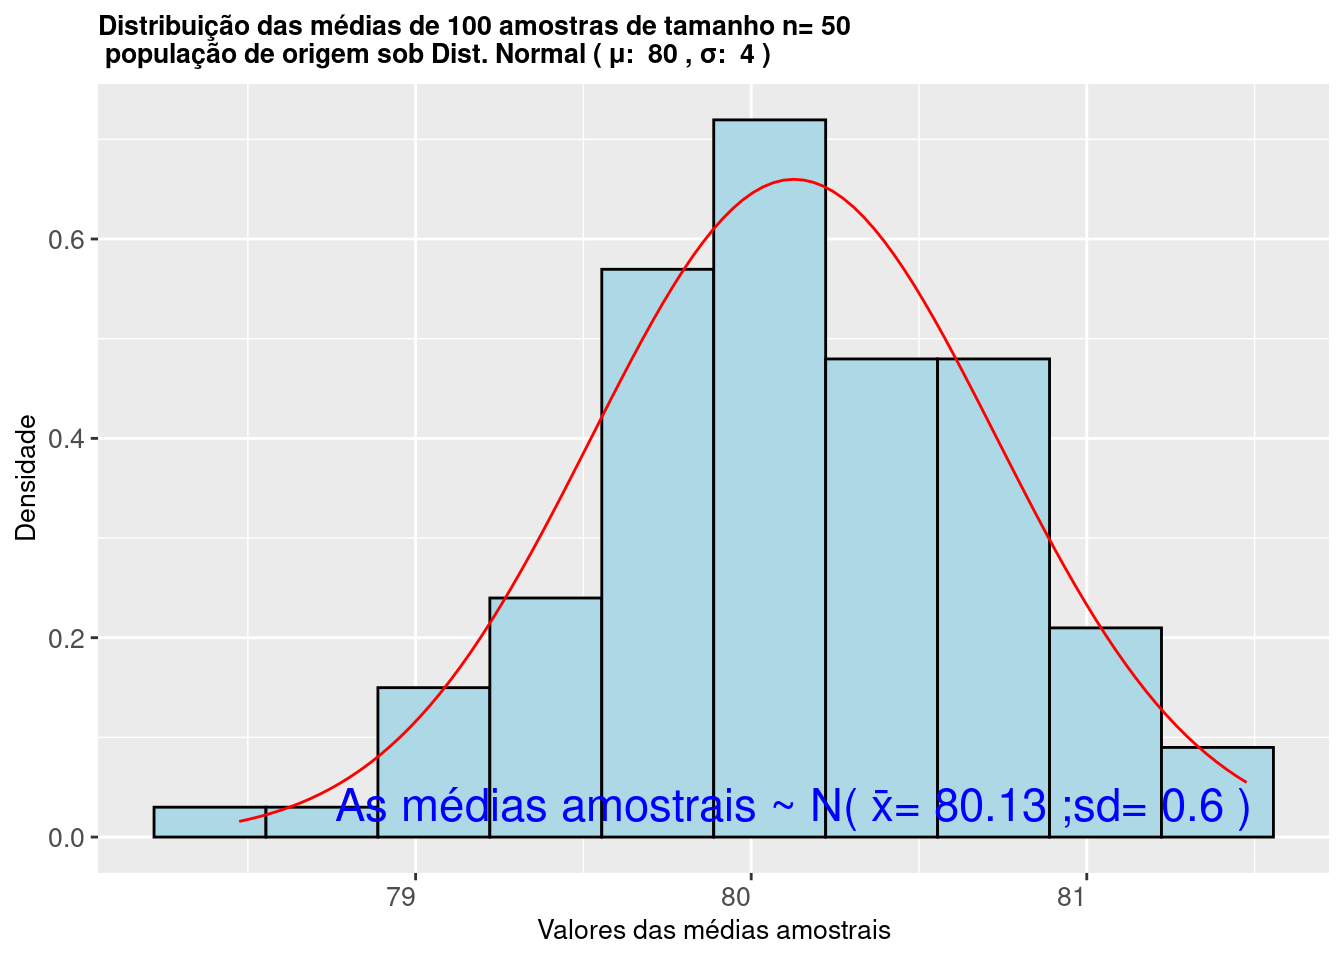 Distribuição das médias de 100 amostras de tamanho n= 50
população de origem sob Dist. Normal ( μ:  80 , σ:  4 )
Densidade
0.6
0.4
0.2
0.0
As médias amostrais ~ N( x̄= 80.13 ;sd= 0.6 )
79
80
81
Valores das médias amostrais